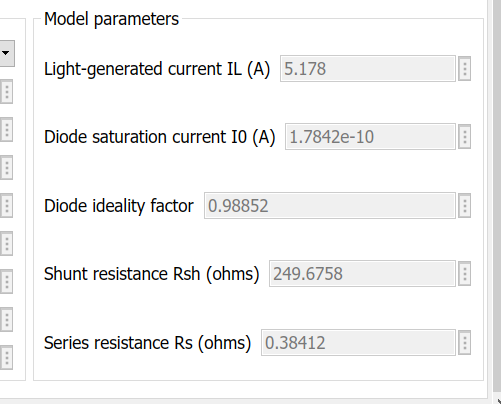 Model parameters
Light-generated current IL (A) 5.178
Diode saturation current I0 (A) 1.7842e-10
Diode ideality factor 0.98852
Shunt resistance Rsh (ohms) 249.6758
Series resistance Rs (ohms) 0.38412